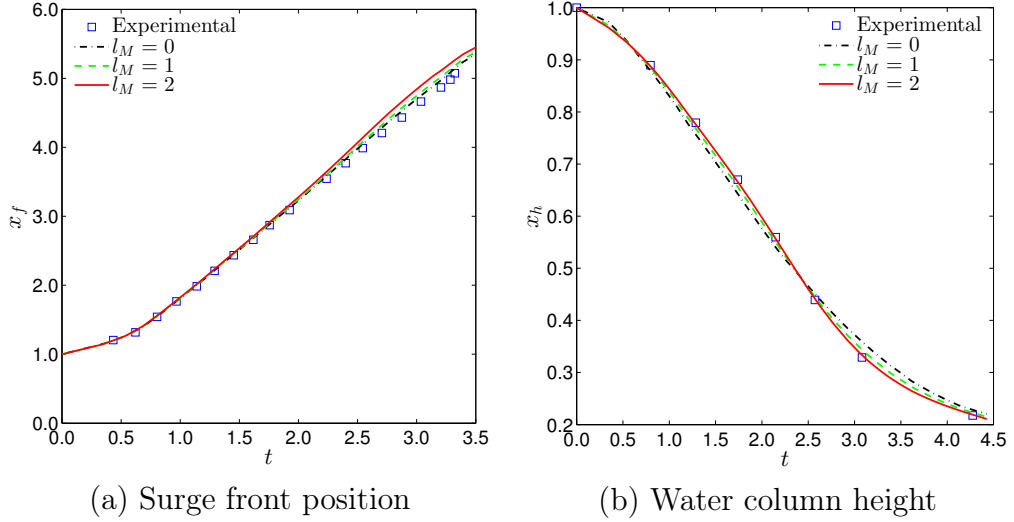 6.0
5.0
4.0
3.0
2.0
1.0
0.0
x_f
Experimental
l_M = 0
l_M = 1
l_M = 2
0.0 0.5 1.0 1.5 2.0 2.5 3.0 3.5
t
(a) Surge front position
1.0
0.9
0.8
0.7
0.6
0.5
0.4
0.3
0.2
x_h
Experimental
l_M = 0
l_M = 1
l_M = 2
0.0 0.5 1.0 1.5 2.0 2.5 3.0 3.5 4.0 4.5
t
(b) Water column height